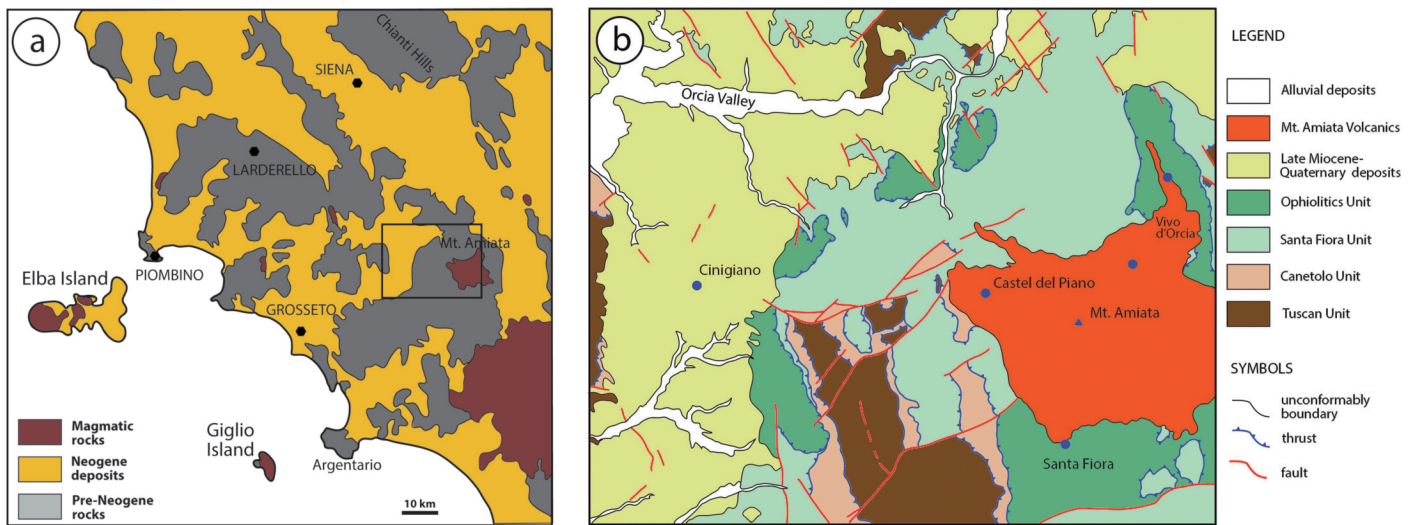 a
Chianti Hills
SIENA
LARDERELLO
Mt. Amiata
PIOMBINO
Elba Island
GROSSETO
Giglio
Island
Argentario
Magmatic
rocks
Neogene
deposits
Pre-Neogene
rocks
10 km
b
Orcia Valley
Vivo
d'Orcia
Cinigiano
Castel del Piano
Mt. Amiata
Santa Fiora
LEGEND
Alluvial deposits
Mt. Amiata Volcanics
Late Miocene-
Quaternary deposits
Ophiolitics Unit
Santa Fiora Unit
Canetolo Unit
Tuscan Unit
SYMBOLS
unconformably
boundary
thrust
fault